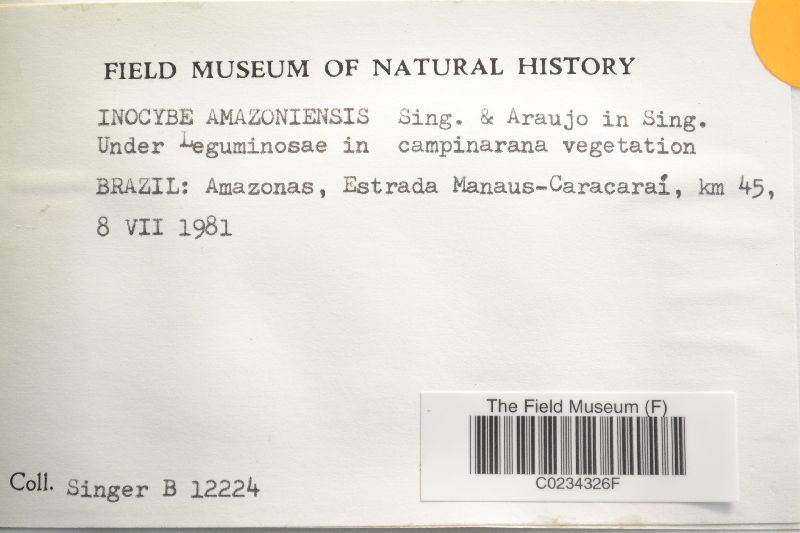 FIELD MUSEUM OF NATURAL HISTORY
INOCYBE AMAZONIENSIS Sing. & Araujo in Sing.
Under Leguminosae in campinarana vegetation
BRAZIL: Amazonas, Estrada Manaus-Caracaraí, km 45,
8 VII 1981
The Field Museum (F)
C0234326F
Coll. Singer B 12224